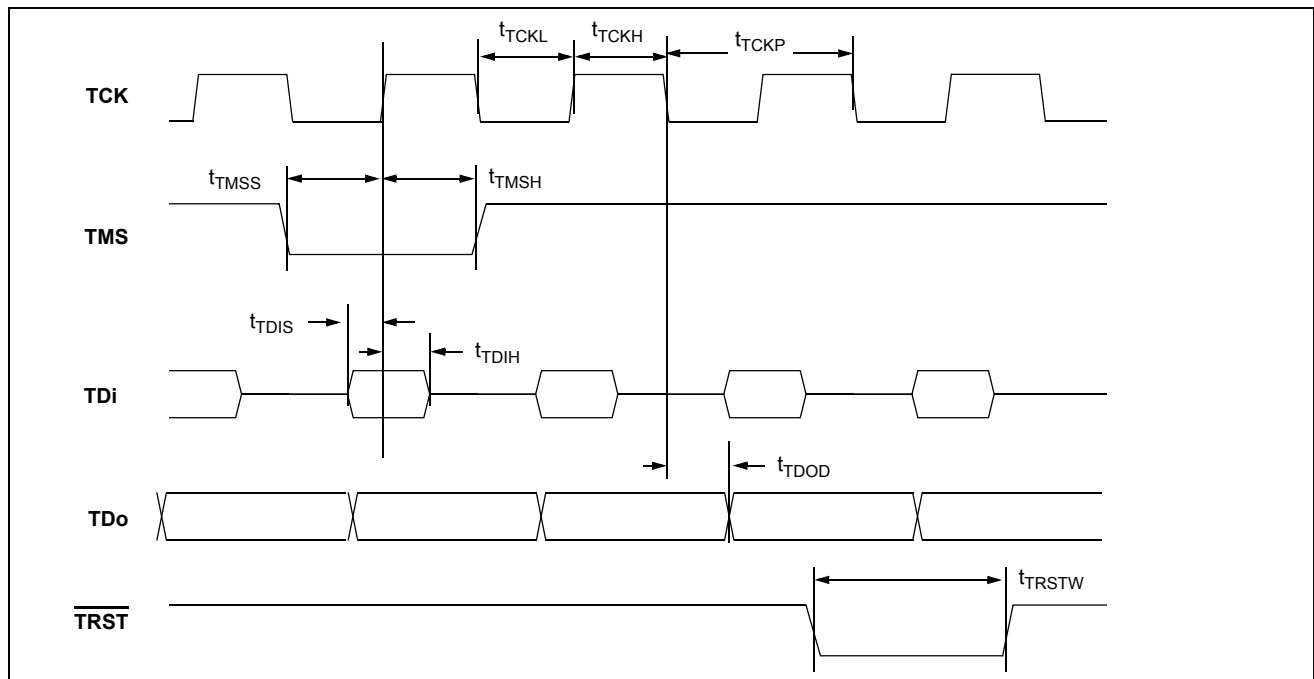 tTCKL tTCKH tTCKP
TCK
tTMSS tTMSH
TMS
tTDIS
tTDIH
TDi
tTDOD
TDo
tTRSTW
TRST